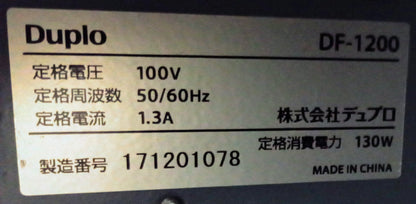 Duplo DF-1200
定格電圧 100V
定格周波数 50/60Hz
定格電流 1.3A 株式会社デュプロ
定格消費電力 130W
製造番号 171201078
MADE IN CHINA